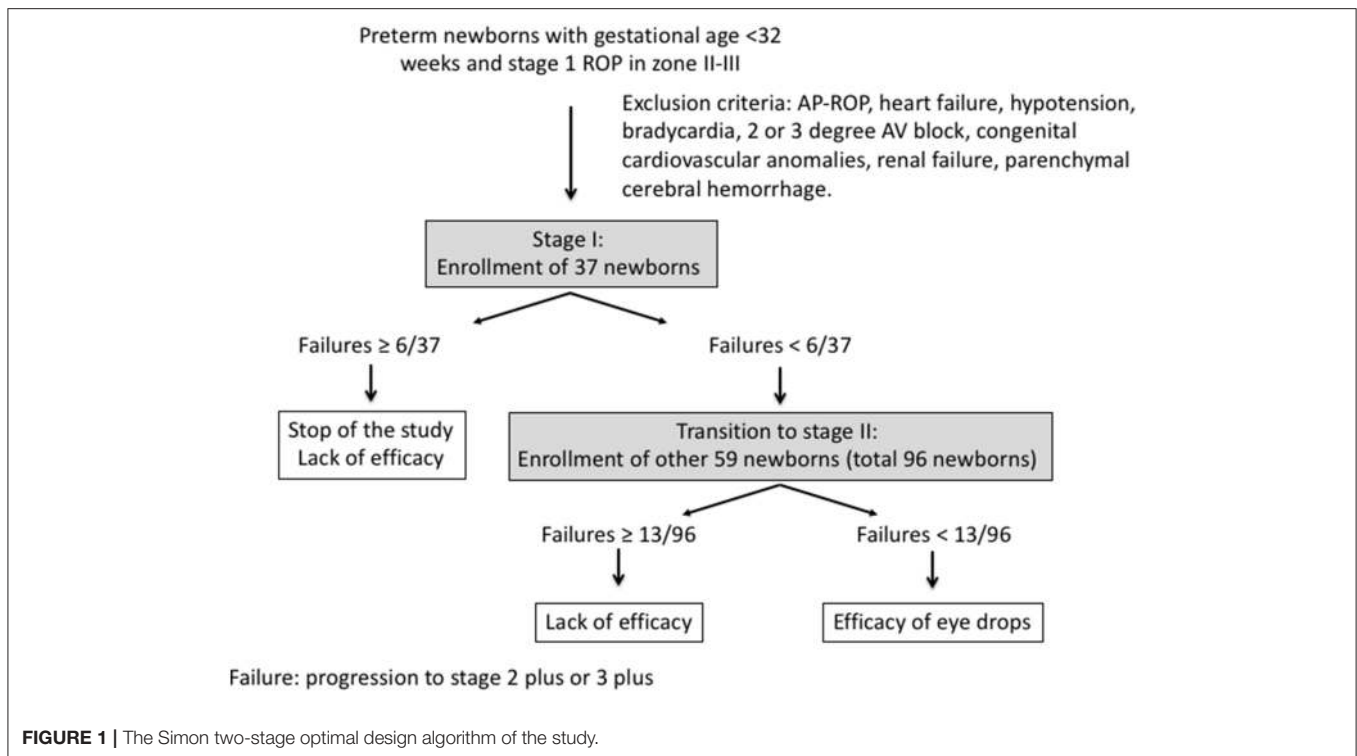 Preterm newborns with gestational age <32
weeks and stage 1 ROP in zone II-III
Exclusion criteria: AP-ROP, heart failure, hypotension,
bradycardia, 2 or 3 degree AV block, congenital
cardiovascular anomalies, renal failure, parenchymal
cerebral hemorrhage.
Stage I:
Enrollment of 37 newborns
Failures ≥ 6/37
Failures < 6/37
Stop of the study
Lack of efficacy
Transition to stage II:
Enrollment of other 59 newborns (total 96 newborns)
Failures ≥ 13/96
Failures < 13/96
Lack of efficacy
Efficacy of eye drops
Failure: progression to stage 2 plus or 3 plus
FIGURE 1 | The Simon two-stage optimal design algorithm of the study.